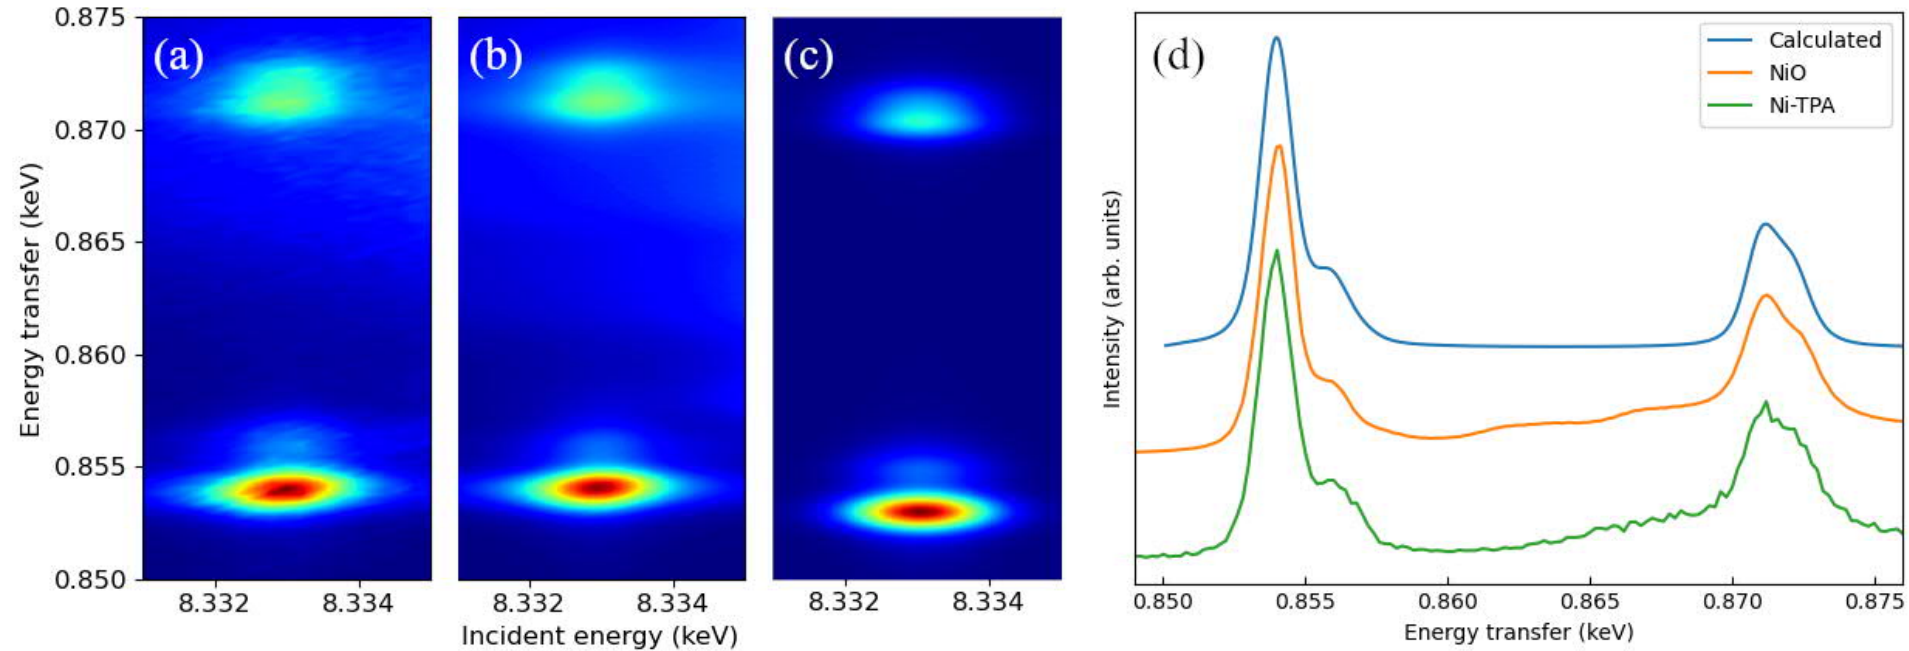 0.875
0.870
0.865
0.860
0.855
0.850
Energy transfer (keV)
(a)
8.332 8.334
(b)
8.332 8.334
(c)
8.332 8.334
Incident energy (keV)
(d)
Calculated
NiO
Ni-TPA
Intensity (arb. units)
0.850 0.855 0.860 0.865 0.870 0.875
Energy transfer (keV)